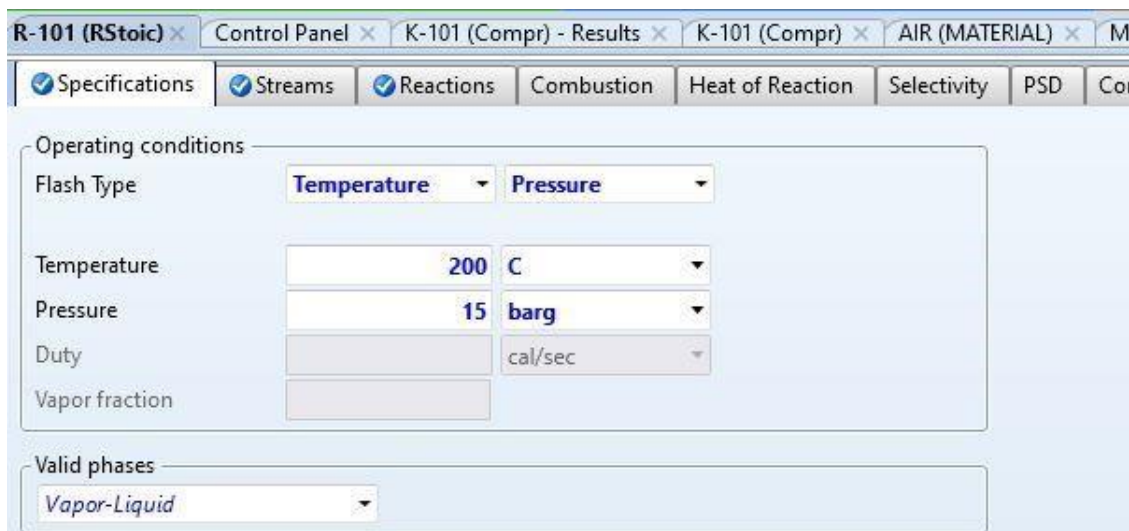 R-101 (RStoic) × Control Panel × K-101 (Compr) - Results × K-101 (Compr) × AIR (MATERIAL) × M
Specifications Streams Reactions Combustion Heat of Reaction Selectivity PSD Co
Operating conditions
Flash Type Temperature Pressure
Temperature 200 C
Pressure 15 barg
Duty cal/sec
Vapor fraction
Valid phases
Vapor-Liquid